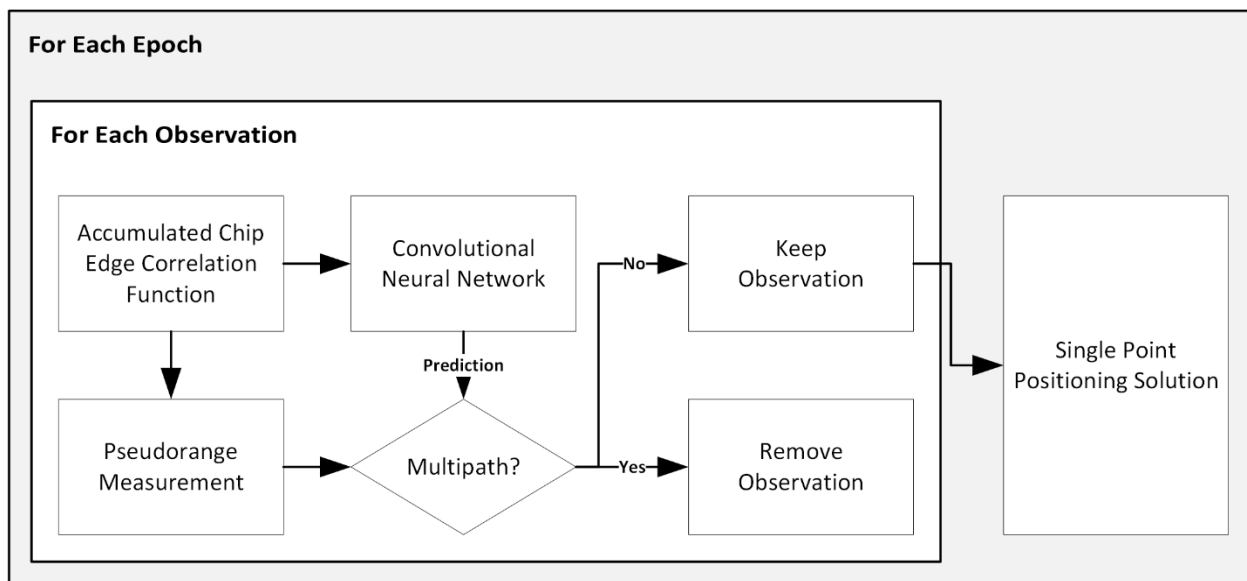 For Each Epoch
For Each Observation
Accumulated Chip
Edge Correlation
Function
Convolutional
Neural Network
No
Keep
Observation
Single Point
Positioning Solution
Prediction
Pseudorange
Measurement
Multipath?
Yes
Remove
Observation